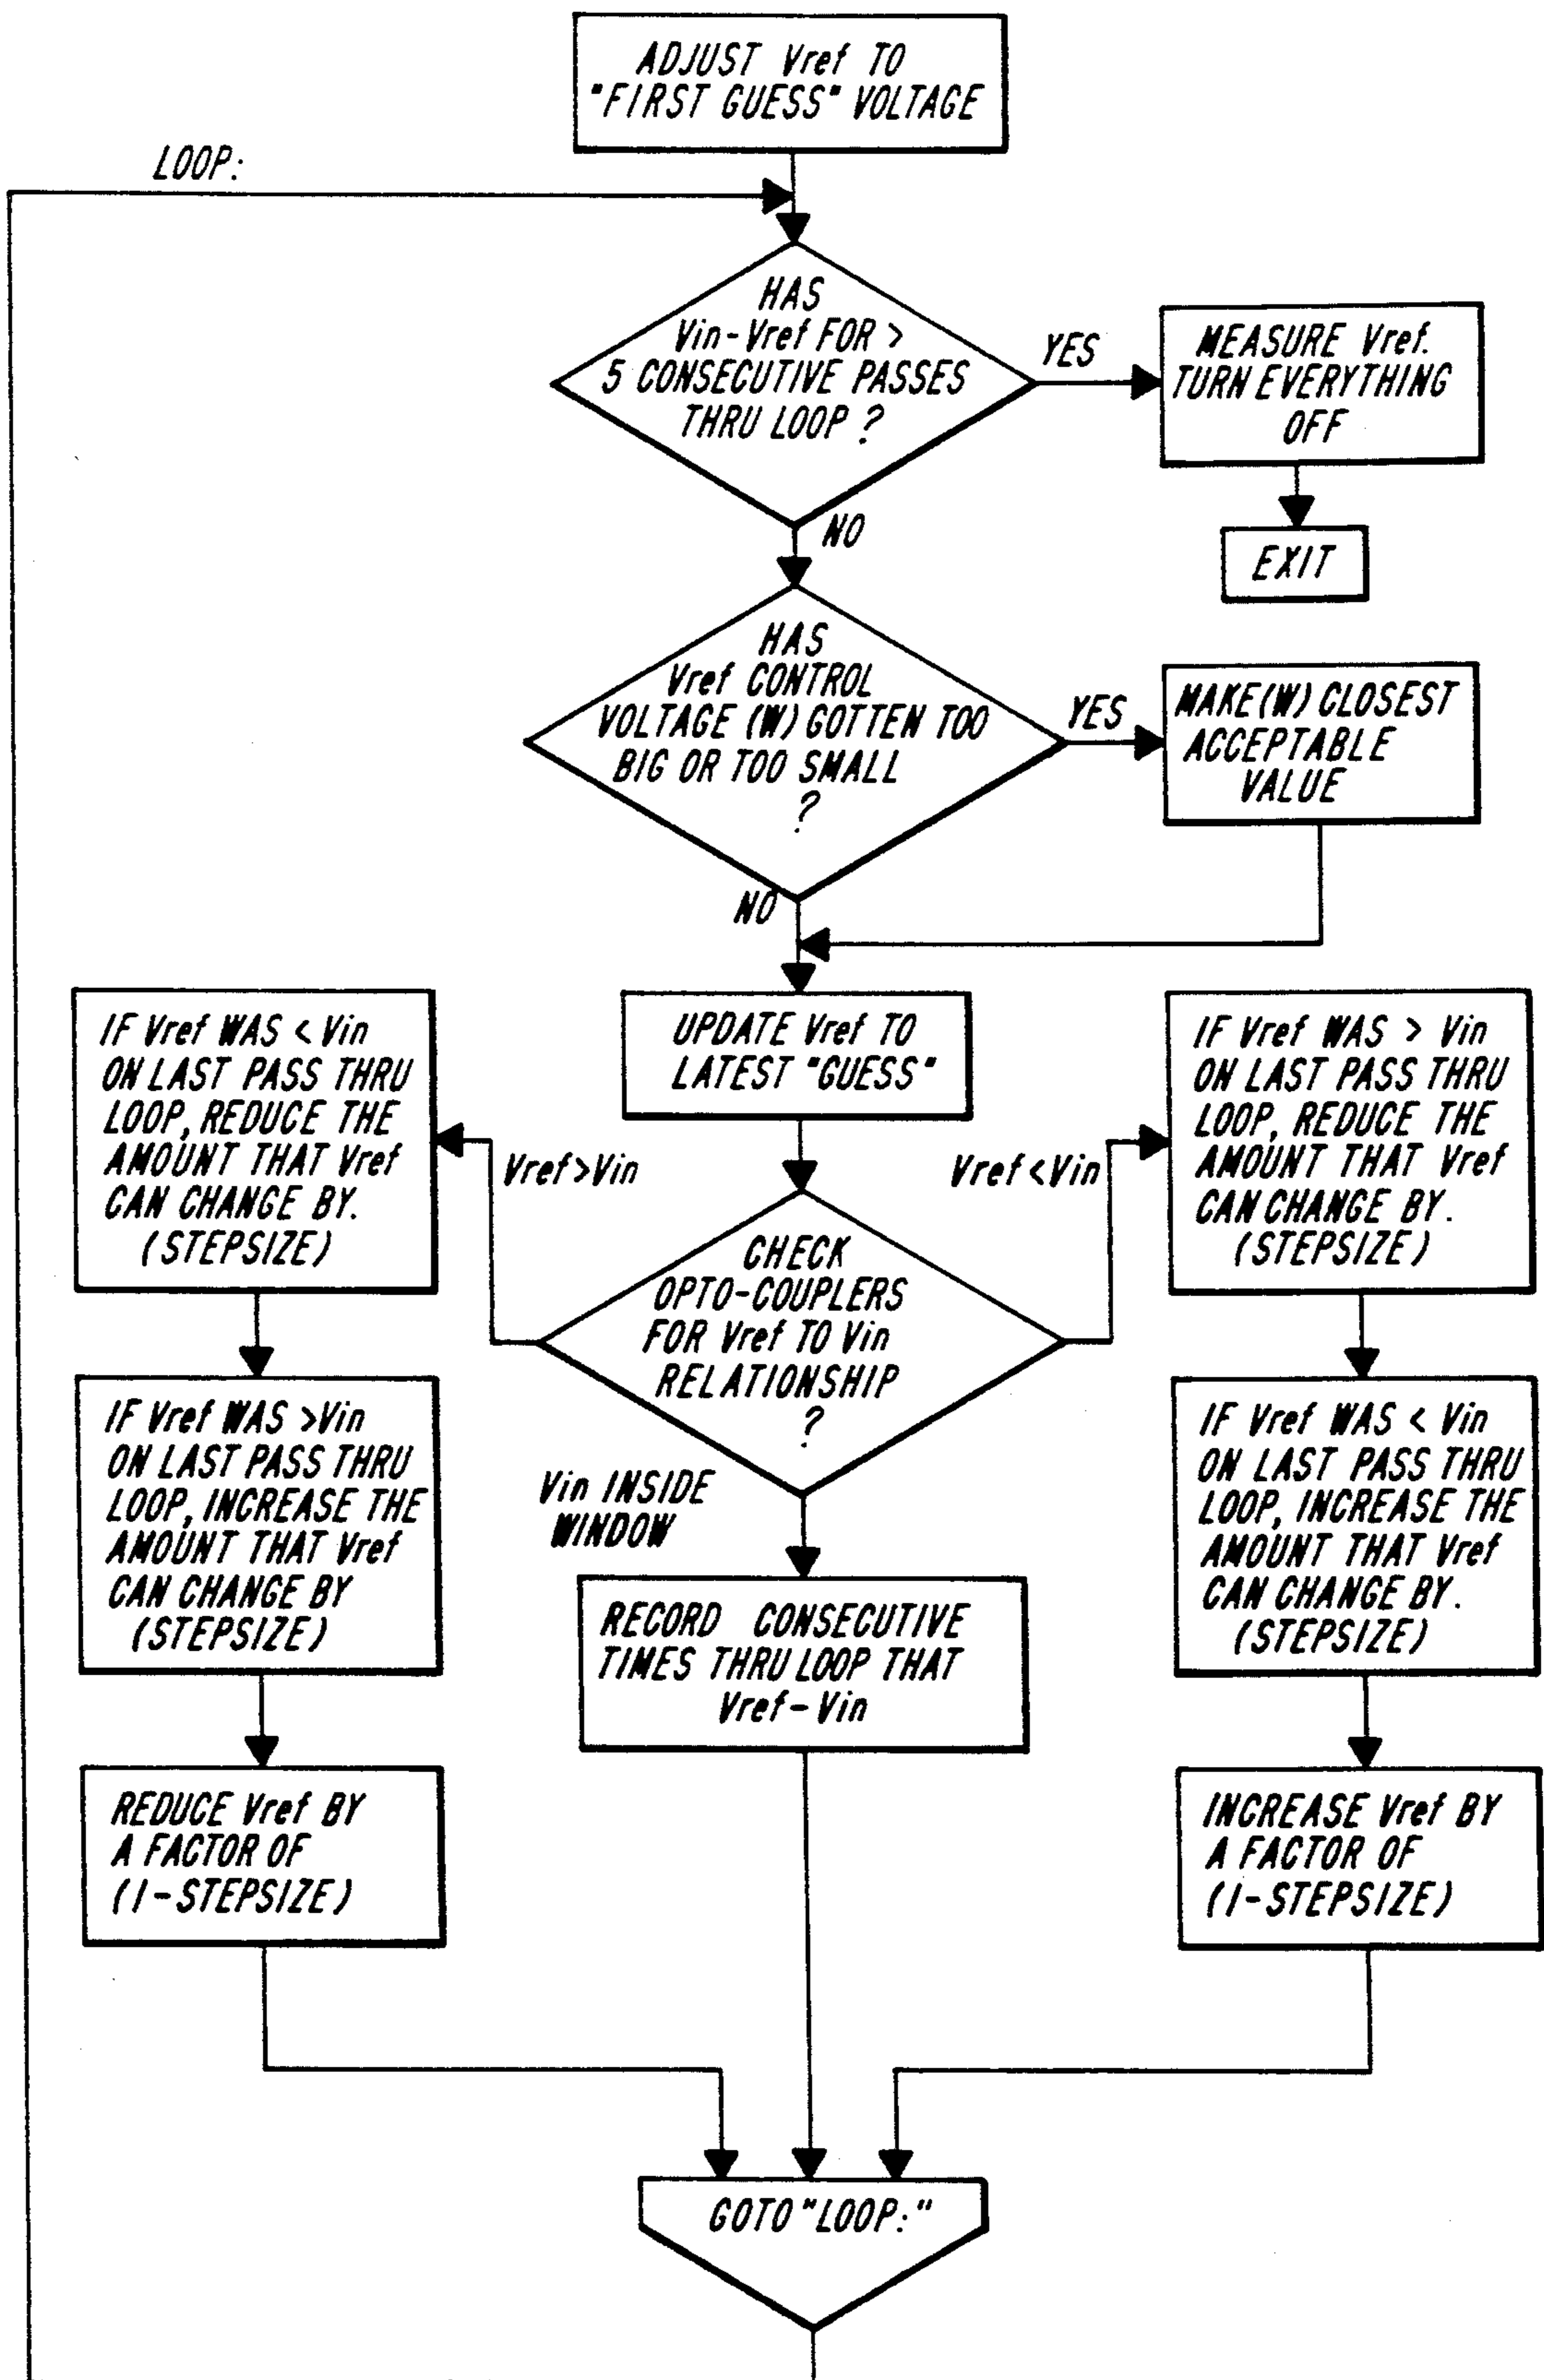 ADJUST Vref TO
"FIRST GUESS" VOLTAGE
LOOP:
HAS
Vin-Vref FOR >
5 CONSECUTIVE PASSES
THRU LOOP ?
YES
MEASURE Vref.
TURN EVERYTHING
OFF
NO
EXIT
HAS
Vref CONTROL
VOLTAGE (W) GOTTEN TOO
BIG OR TOO SMALL
?
YES
MAKE (W) CLOSEST
ACCEPTABLE
VALUE
NO
UPDATE Vref TO
LATEST "GUESS"
IF Vref WAS < Vin
ON LAST PASS THRU
LOOP, REDUCE THE
AMOUNT THAT Vref
CAN CHANGE BY.
(STEPSIZE)
Vref>Vin
Vref<Vin
IF Vref WAS > Vin
ON LAST PASS THRU
LOOP, REDUCE THE
AMOUNT THAT Vref
CAN CHANGE BY.
(STEPSIZE)
CHECK
OPTO-COUPLERS
FOR Vref TO Vin
RELATIONSHIP
?
IF Vref WAS >Vin
ON LAST PASS THRU
LOOP, INCREASE THE
AMOUNT THAT Vref
CAN CHANGE BY
(STEPSIZE)
Vin INSIDE
WINDOW
IF Vref WAS < Vin
ON LAST PASS THRU
LOOP, INCREASE THE
AMOUNT THAT Vref
CAN CHANGE BY.
(STEPSIZE)
RECORD CONSECUTIVE
TIMES THRU LOOP THAT
Vref-Vin
REDUCE Vref BY
A FACTOR OF
(1-STEPSIZE)
INCREASE Vref BY
A FACTOR OF
(1-STEPSIZE)
GOTO "LOOP:"